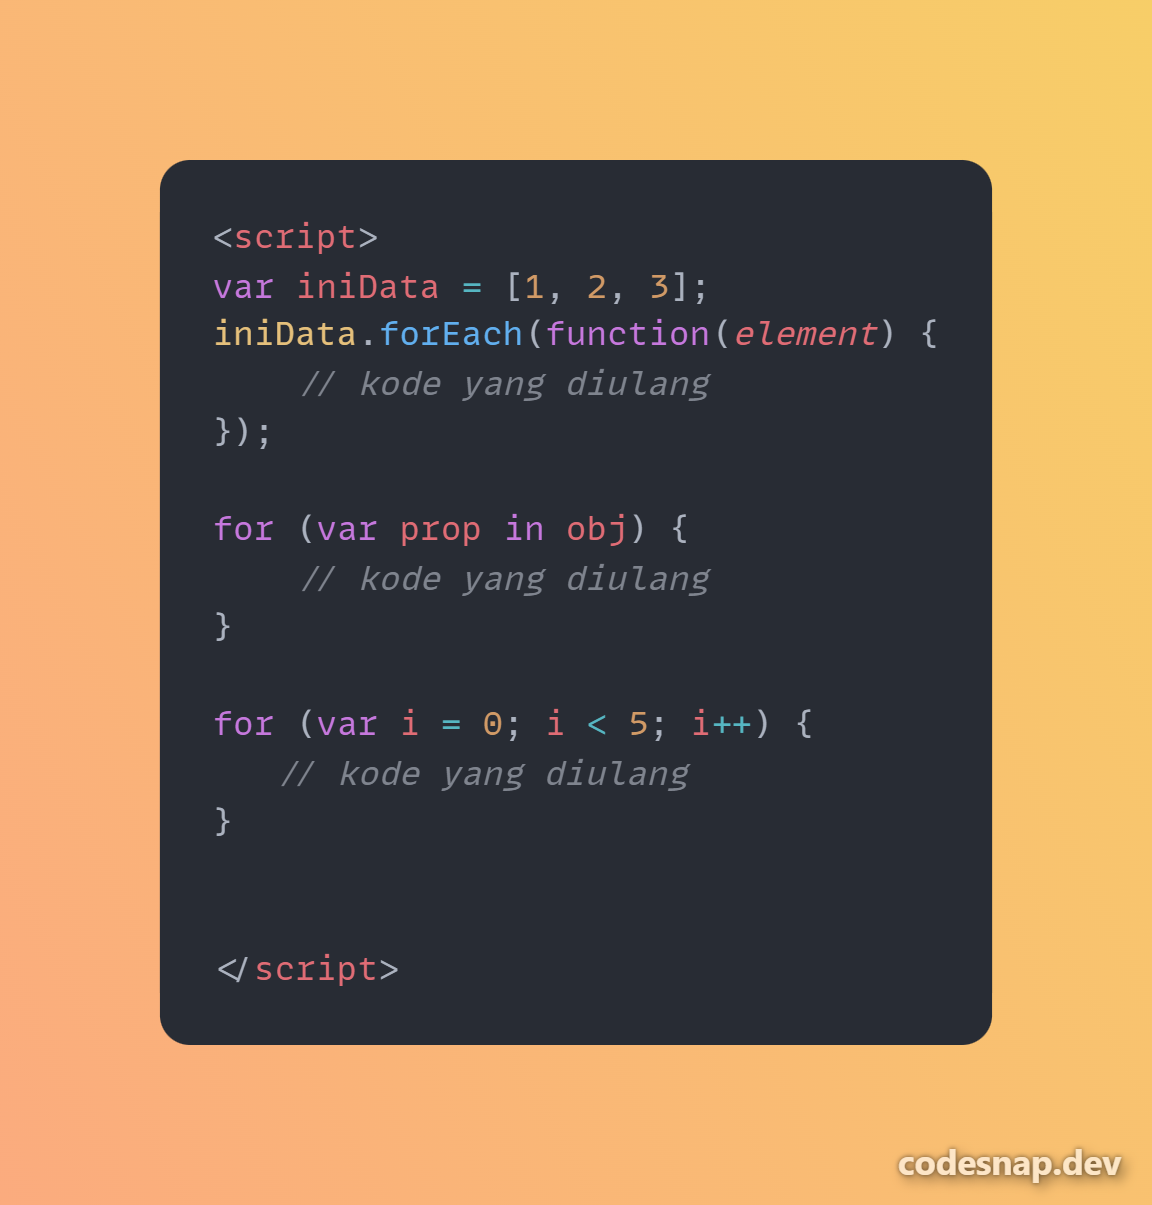 <script>
var iniData = [1, 2, 3];
iniData.forEach(function(element) {
    // kode yang diulang
});

for (var prop in obj) {
    // kode yang diulang
}

for (var i = 0; i < 5; i++) {
   // kode yang diulang
}


</script>
codesnap.dev